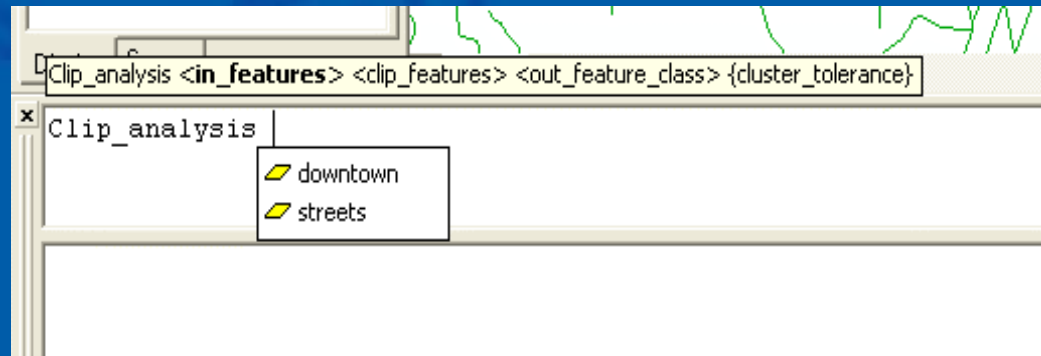 Clip_analysis <in_features> <clip_features> <out_feature_class> {cluster_tolerance}
Clip_analysis
downtown
streets